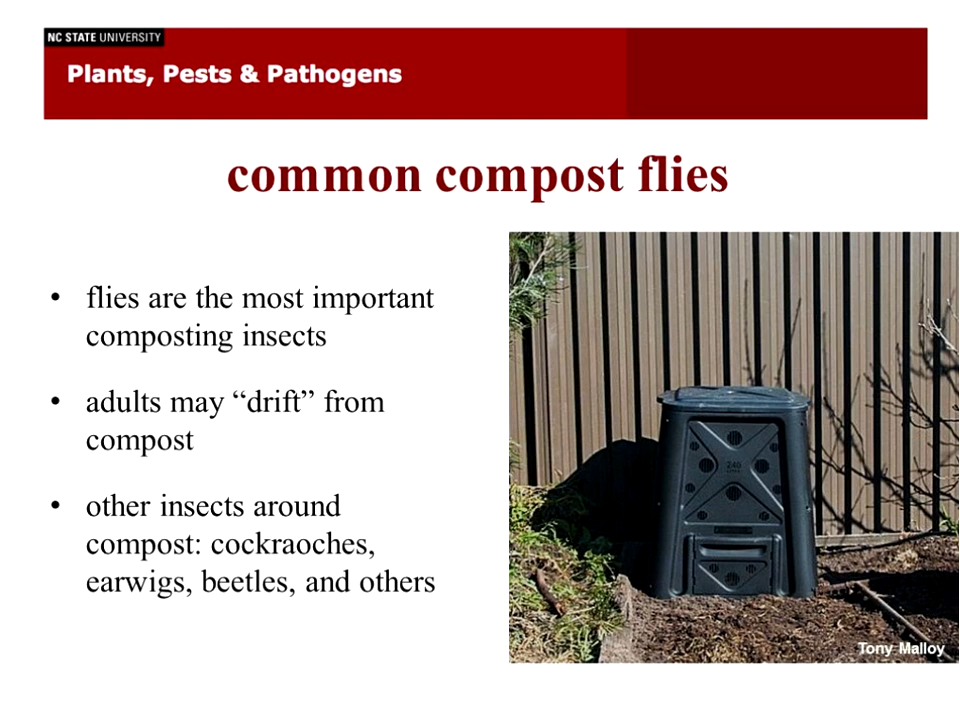 NC STATE UNIVERSITY
Plants, Pests & Pathogens
common compost flies
• flies are the most important
composting insects
• adults may “drift” from
compost
• other insects around
compost: cockraoches,
earwigs, beetles, and others
240
Tony Malloy